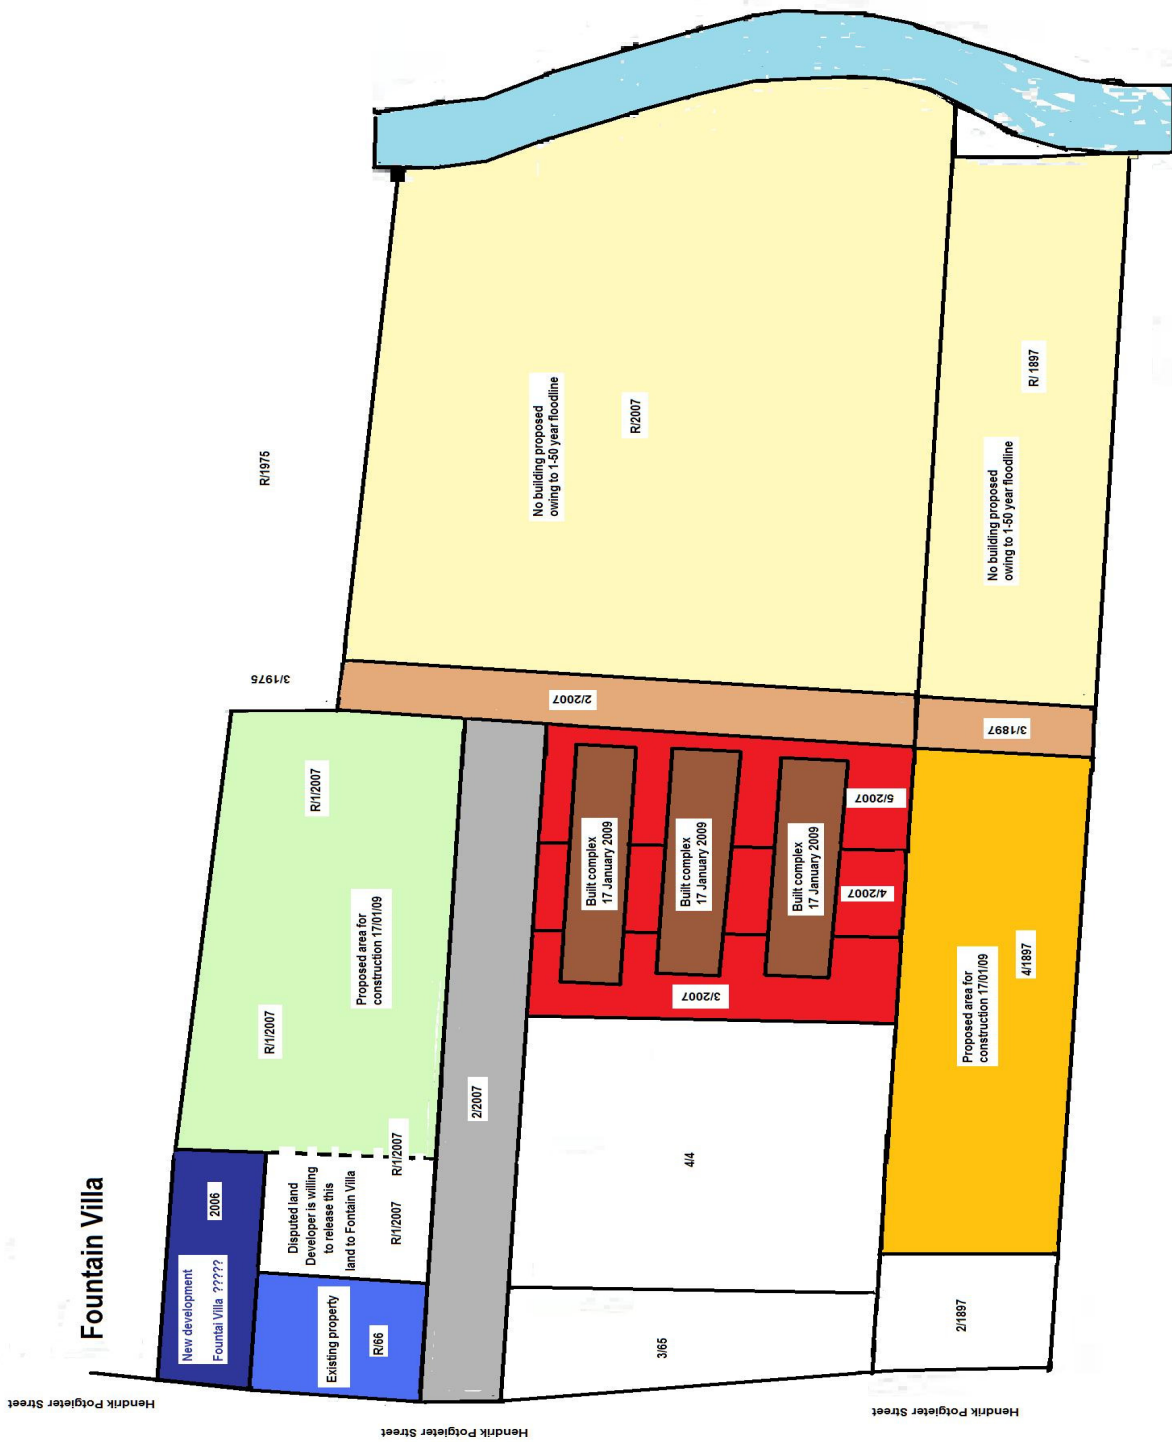 Fountain Villa
New development
Fountai Villa ?????
2006
Existing property
R/66
Disputed land
Developer is willing
to release this
land to Fontain Villa
R/1/2007
R/1/2007
R/1/2007
Proposed area for
construction 17/01/09
R/1/2007
3/1975
R/1975
2/2007
2/2007
No building proposed
owing to 1-50 year floodline
R/2007
3/65
4/4
3/2007
4/2007
5/2007
Built complex
17 January 2009
Built complex
17 January 2009
Built complex
17 January 2009
2/1897
Proposed area for
construction 17/01/09
4/1897
3/1897
No building proposed
owing to 1-50 year floodline
R/ 1897
Hendrik Potgieter Street
Hendrik Potgieter Street
Hendrik Potgieter Street